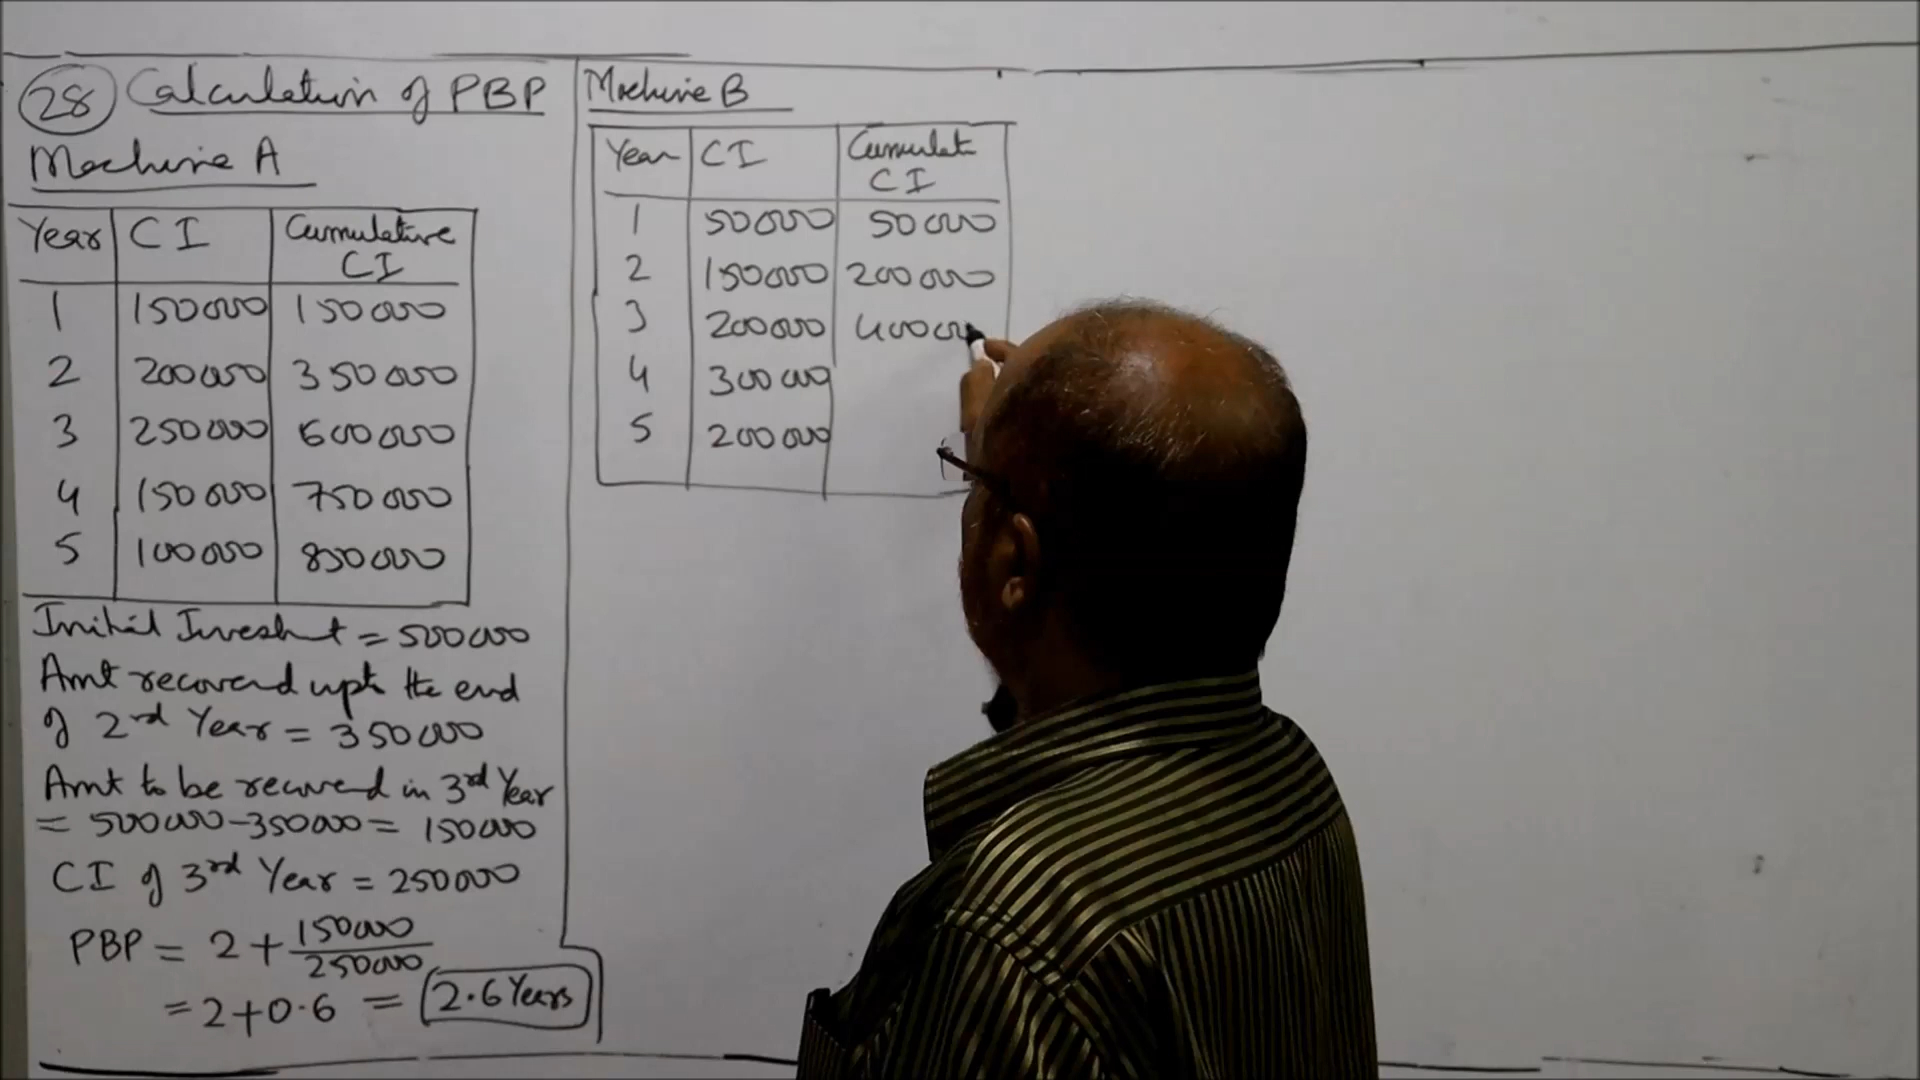 28 Calculation of PBP
Machine A
Year CI Cumulative CI
1 150000 150000
2 200000 350000
3 250000 600000
4 150000 750000
5 100000 850000
Initial Investment = 500000
Amt recovered upto the end
of 2rd Year = 350000
Amt to be recovered in 3rd Year
= 500000-350000 = 150000
CI of 3rd Year = 250000
PBP = 2 + 150000/250000
= 2+0.6 = 2.6 Years
Machine B
Year CI Cumulati CI
1 50000 50000
2 150000 200000
3 200000 400000
4 300000
5 200000